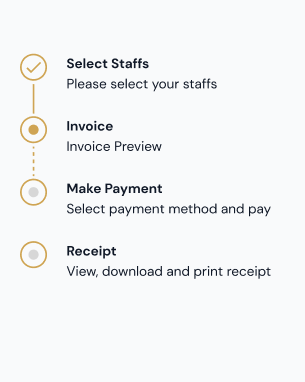 Select Staffs
Please select your staffs
Invoice
Invoice Preview
Make Payment
Select payment method and pay
Receipt
View, download and print receipt